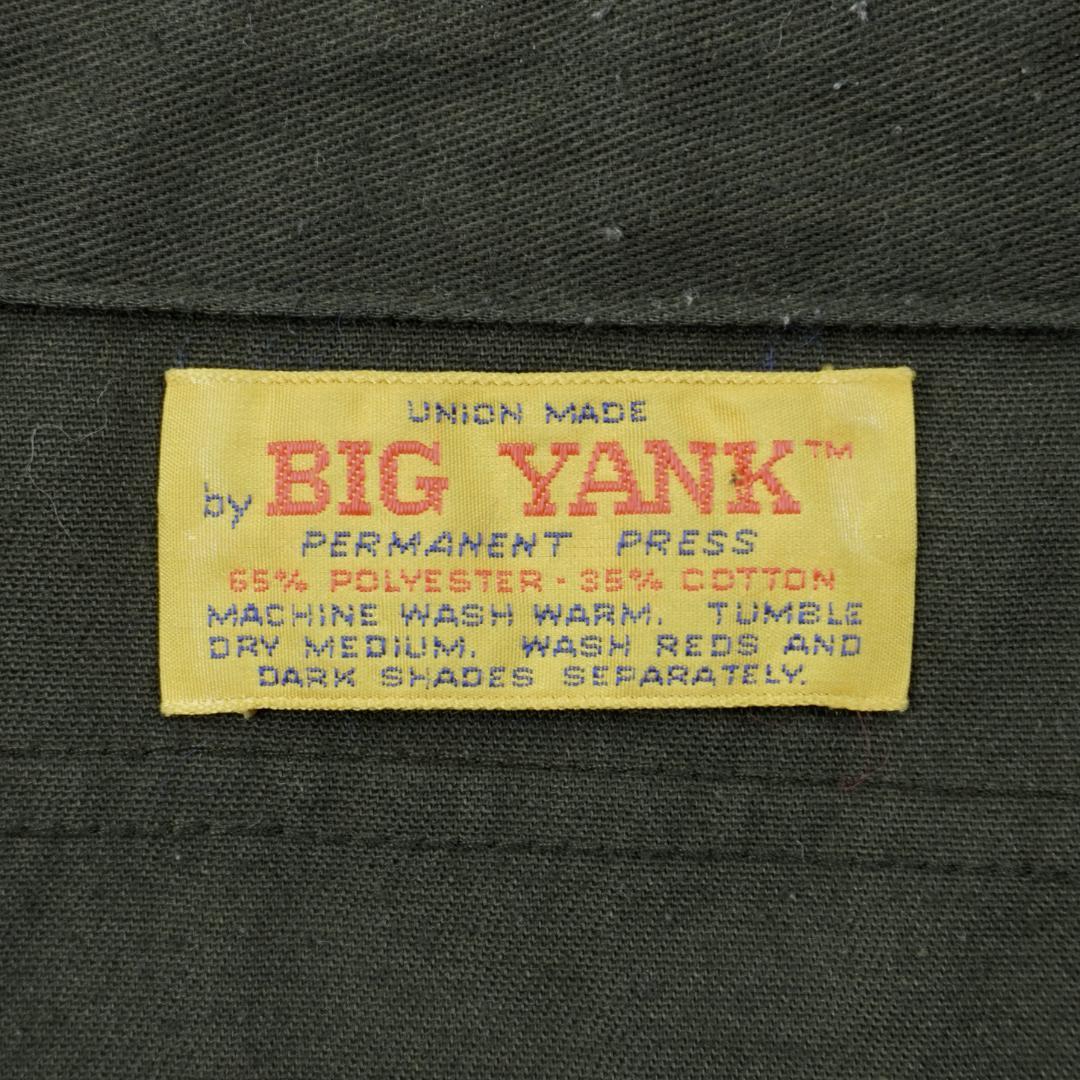 UNION MADE
by BIG YANK™
PERMANENT PRESS
65% POLYESTER · 35% COTTON
MACHINE WASH WARM. TUMBLE
DRY MEDIUM. WASH REDS AND
DARK SHADES SEPARATELY.